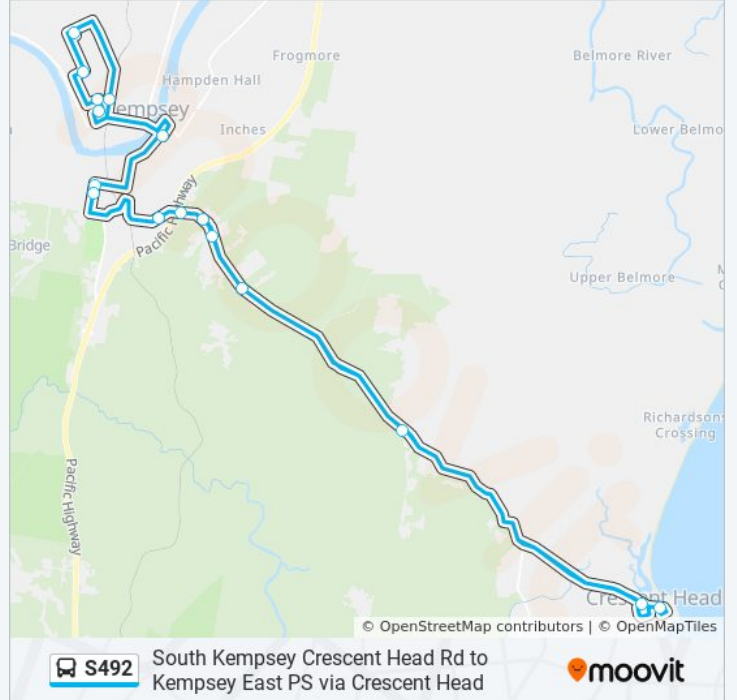 Frogmore
Belmore River
Hampden Hall
empsey
Inches
Lower Belmo
Pacific Highway
Bridge
Upper Belmore
Richardsons
Crossing
Pacific Highway
Crescent Head
© OpenStreetMap contributors | © OpenMapTiles
S492
South Kempsey Crescent Head Rd to
Kempsey East PS via Crescent Head
moovit